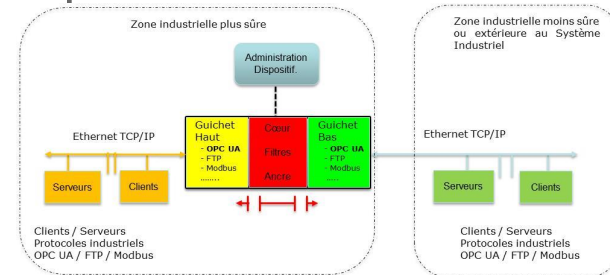 Zone industrielle plus sûre
Zone industrielle moins sûre
ou extérieure au Système
Industriel
Administration
Dispositif.
Ethernet TCP/IP
Guichet
Haut
- OPC UA
- FTP
- Modbus
........
Cœur
Filtres
Ancre
Guichet
Bas
- OPC UA
- FTP
- Modbus
.....
Ethernet TCP/IP
Serveurs
Clients
Serveurs
Clients
Clients / Serveurs
Protocoles industriels
OPC UA / FTP / Modbus
Clients / Serveurs
Protocoles industriels
OPC UA / FTP / Modbus